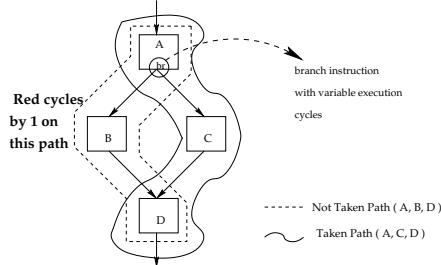 A
br
branch instruction
with variable execution
cycles
Red cycles
by 1 on
this path
B
C
D
Not Taken Path ( A, B, D )
Taken Path ( A, C, D )